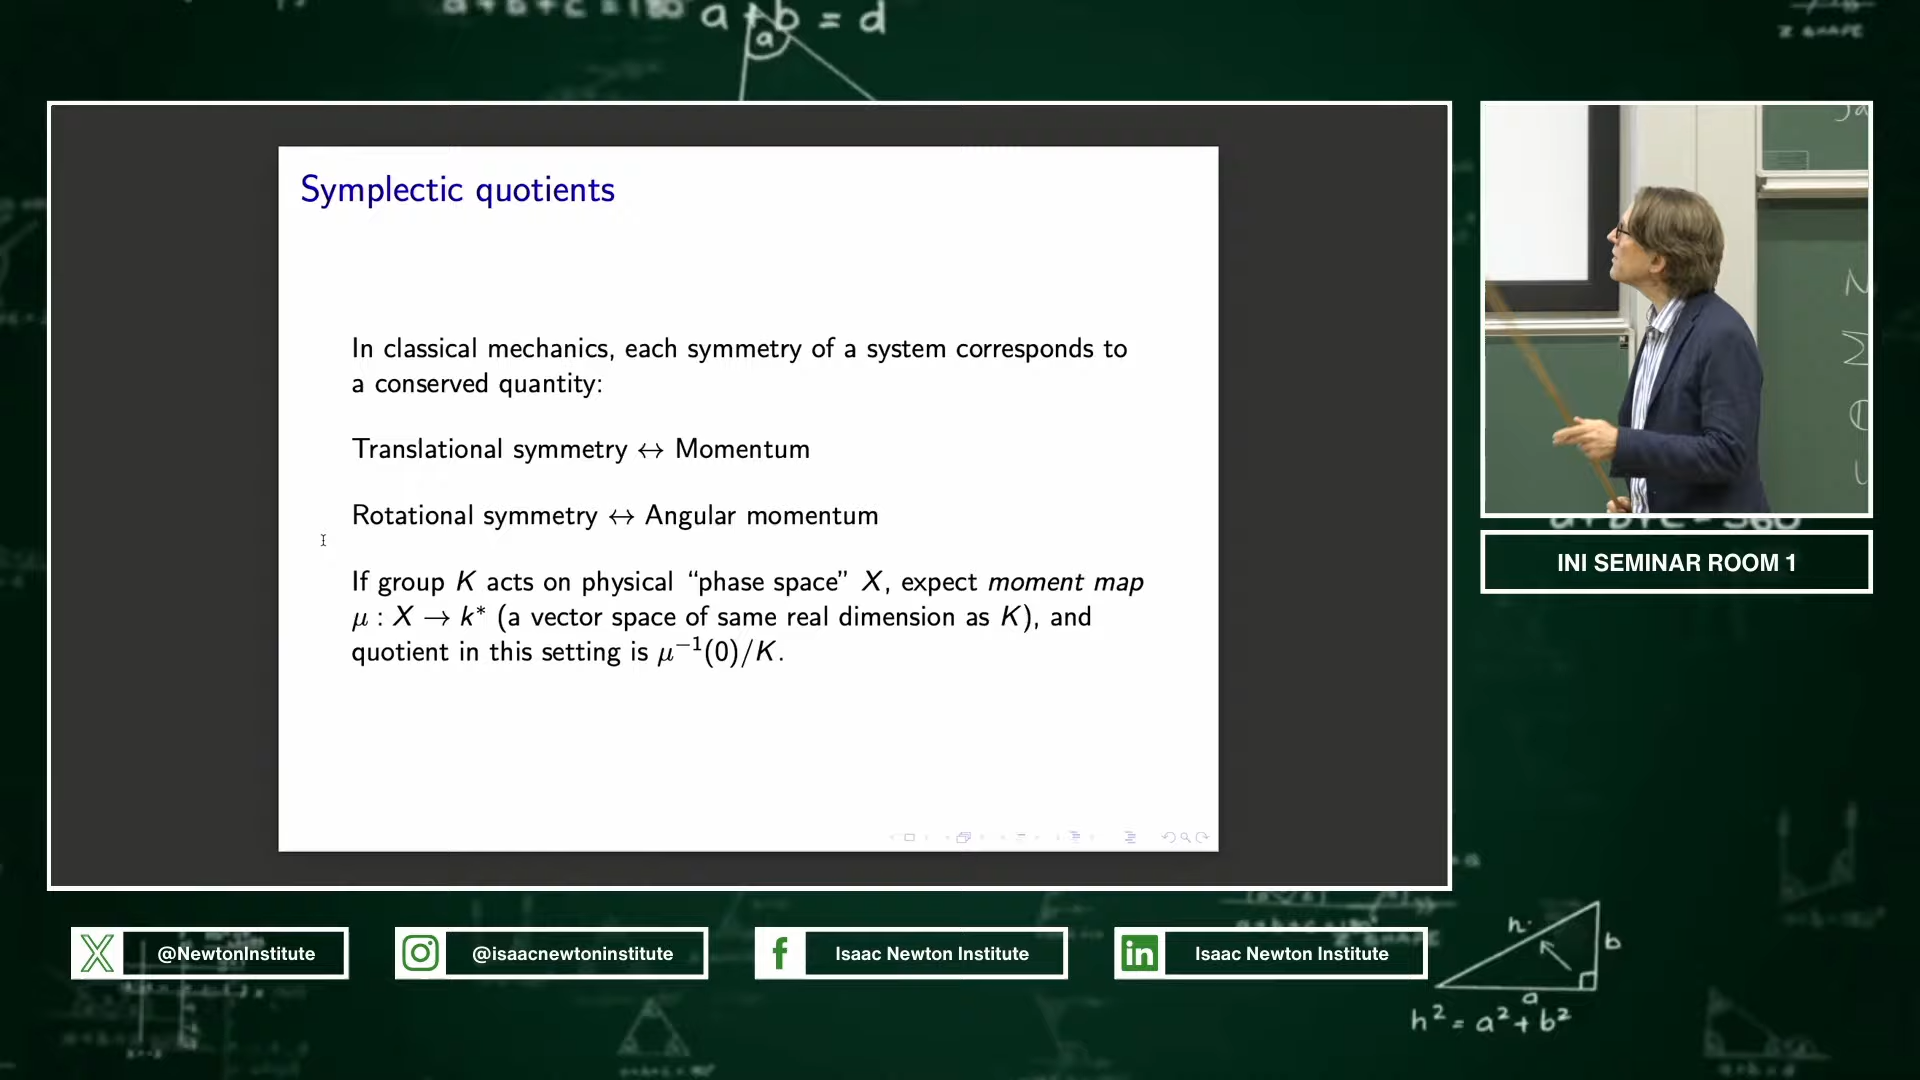 a + b + c = 180°
a + b = d
a
Z SHAPE
Symplectic quotients
In classical mechanics, each symmetry of a system corresponds to
a conserved quantity:
Translational symmetry ↔ Momentum
Rotational symmetry ↔ Angular momentum
If group K acts on physical “phase space” X, expect moment map
μ : X → k* (a vector space of same real dimension as K), and
quotient in this setting is μ⁻¹(0)/K.
INI SEMINAR ROOM 1
@NewtonInstitute
@isaacnewtoninstitute
Isaac Newton Institute
Isaac Newton Institute
h
b
a
h² = a² + b²